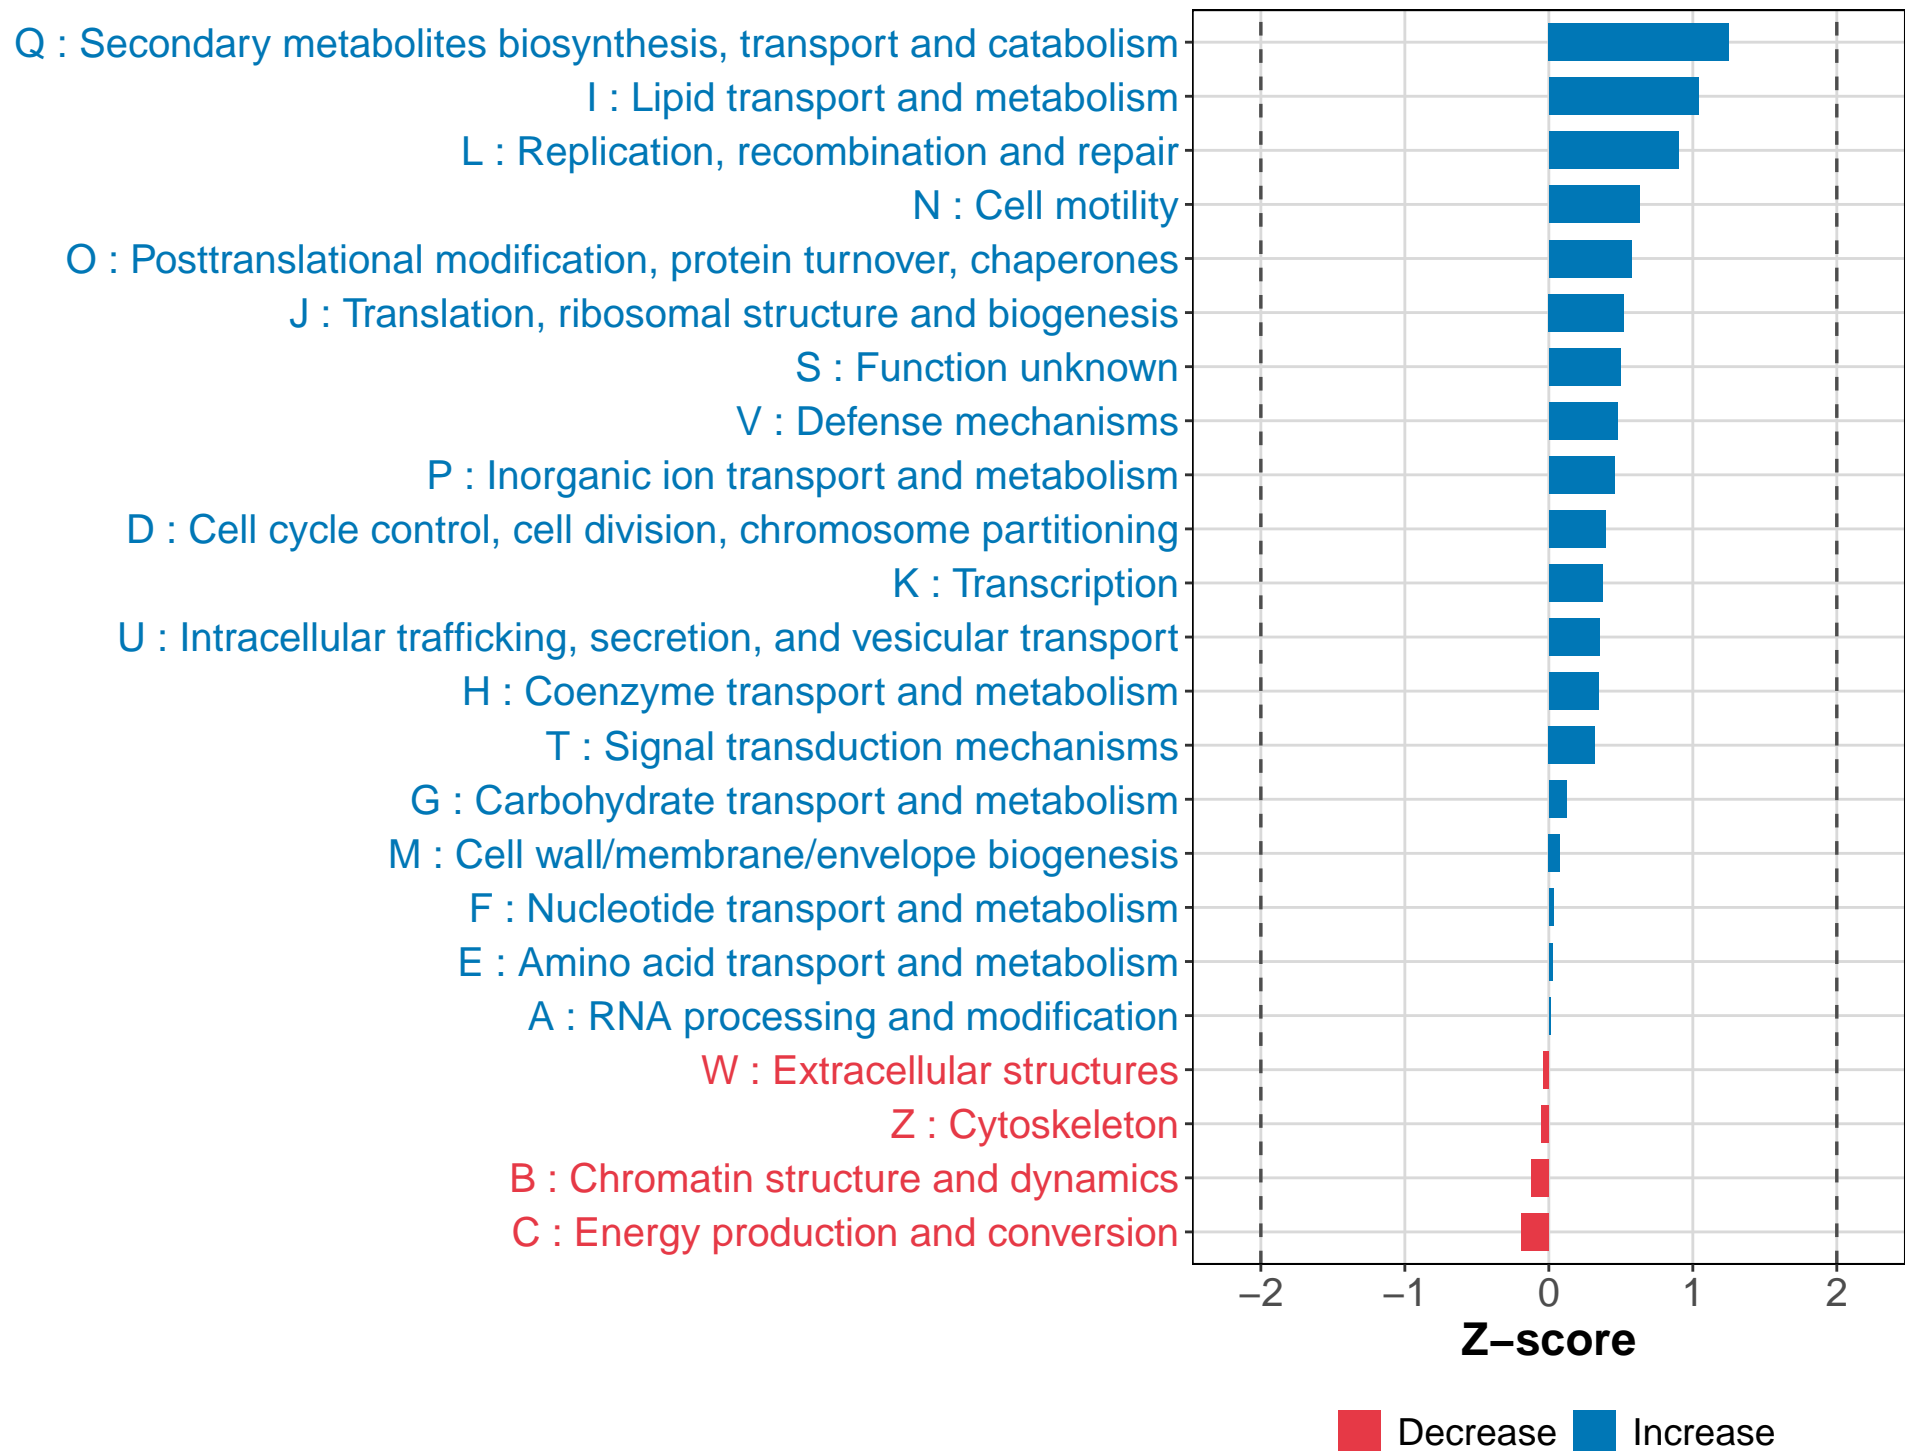 Q : Secondary metabolites biosynthesis, transport and catabolism
I : Lipid transport and metabolism
L : Replication, recombination and repair
N : Cell motility
O : Posttranslational modification, protein turnover, chaperones
J : Translation, ribosomal structure and biogenesis
S : Function unknown
V : Defense mechanisms
P : Inorganic ion transport and metabolism
D : Cell cycle control, cell division, chromosome partitioning
K : Transcription
U : Intracellular trafficking, secretion, and vesicular transport
H : Coenzyme transport and metabolism
T : Signal transduction mechanisms
G : Carbohydrate transport and metabolism
M : Cell wall/membrane/envelope biogenesis
F : Nucleotide transport and metabolism
E : Amino acid transport and metabolism
A : RNA processing and modification
W : Extracellular structures
Z : Cytoskeleton
B : Chromatin structure and dynamics
C : Energy production and conversion
−2 −1 0 1 2
Z−score
Decrease Increase